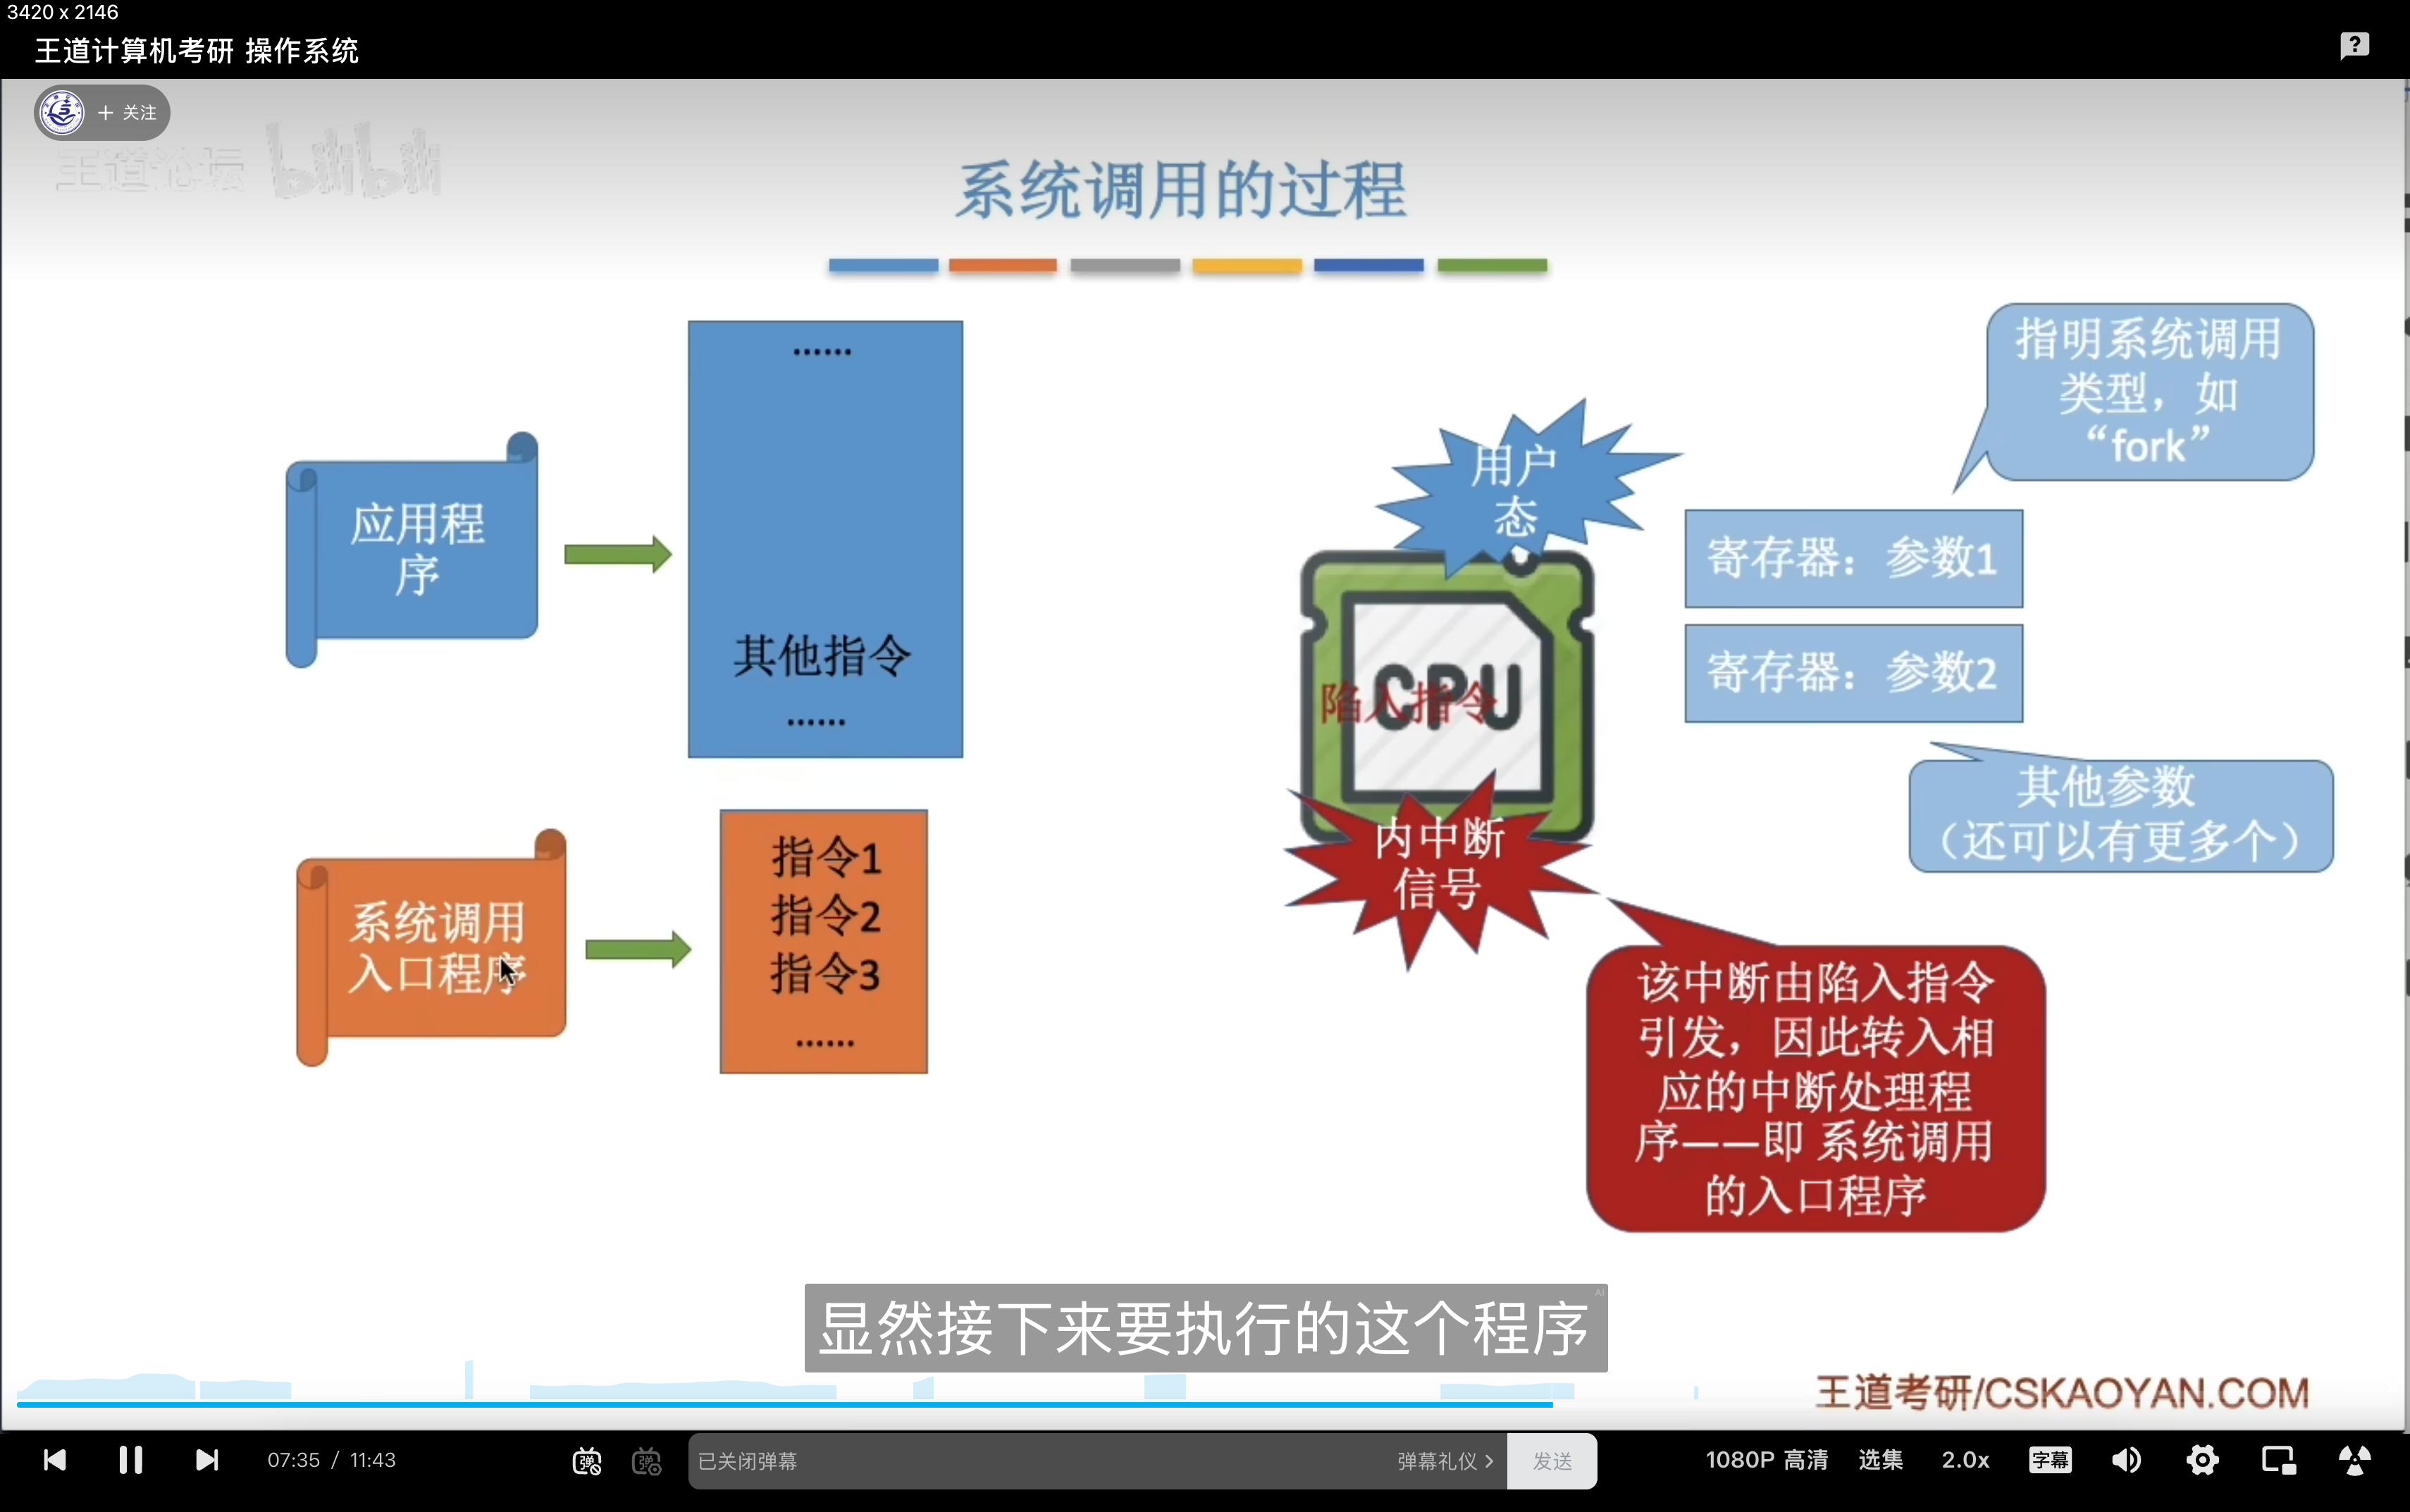 3420 x 2146
王道计算机考研 操作系统
?
+ 关注
王道论坛 bilibili
系统调用的过程
......
应用程
序
其他指令
......
用户
态
指明系统调用
类型，如
“fork”
寄存器：参数1
寄存器：参数2
CPU
陷入指令
其他参数
（还可以有更多个）
内中断
信号
系统调用
入口程序
指令1
指令2
指令3
......
该中断由陷入指令
引发，因此转入相
应的中断处理程
序——即 系统调用
的入口程序
AI
显然接下来要执行的这个程序
王道考研/CSKAOYAN.COM
07:35 / 11:43
弹
弹
已关闭弹幕
弹幕礼仪 >
发送
1080P 高清
选集
2.0x
字幕